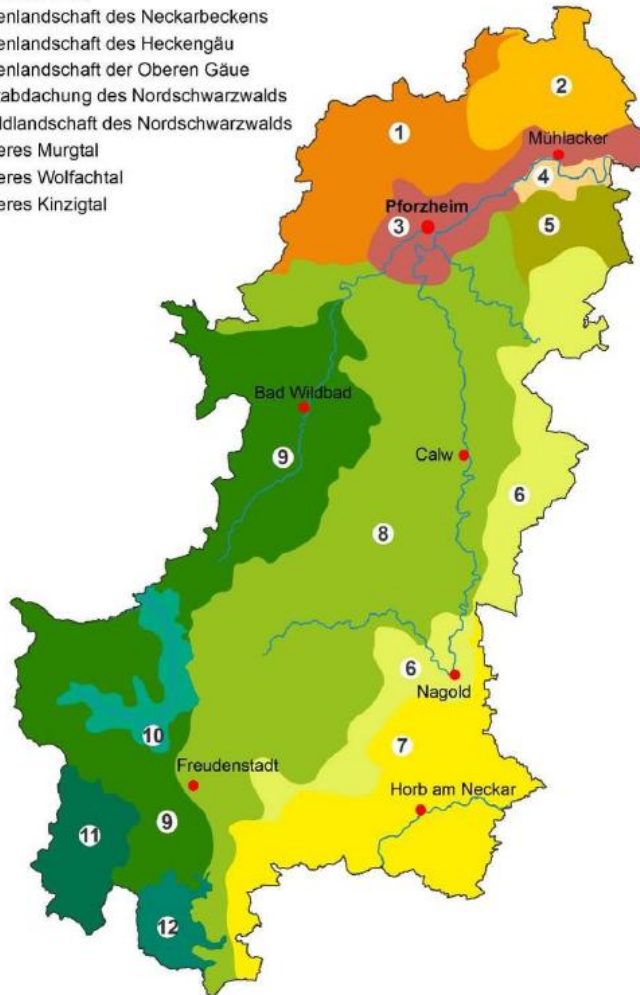 enlandschaft des Neckarbeckens
enlandschaft des Heckengäu
enlandschaft der Oberen Gäue
tabdachung des Nordschwarzwalds
ldlandschaft des Nordschwarzwalds
eres Murgtal
eres Wolfachtal
eres Kinzigtal
2
1
Mühlacker
4
Pforzheim
3
5
Bad Wildbad
9
Calw
6
8
6
Nagold
10
7
Freudenstadt
Horb am Neckar
11
9
12